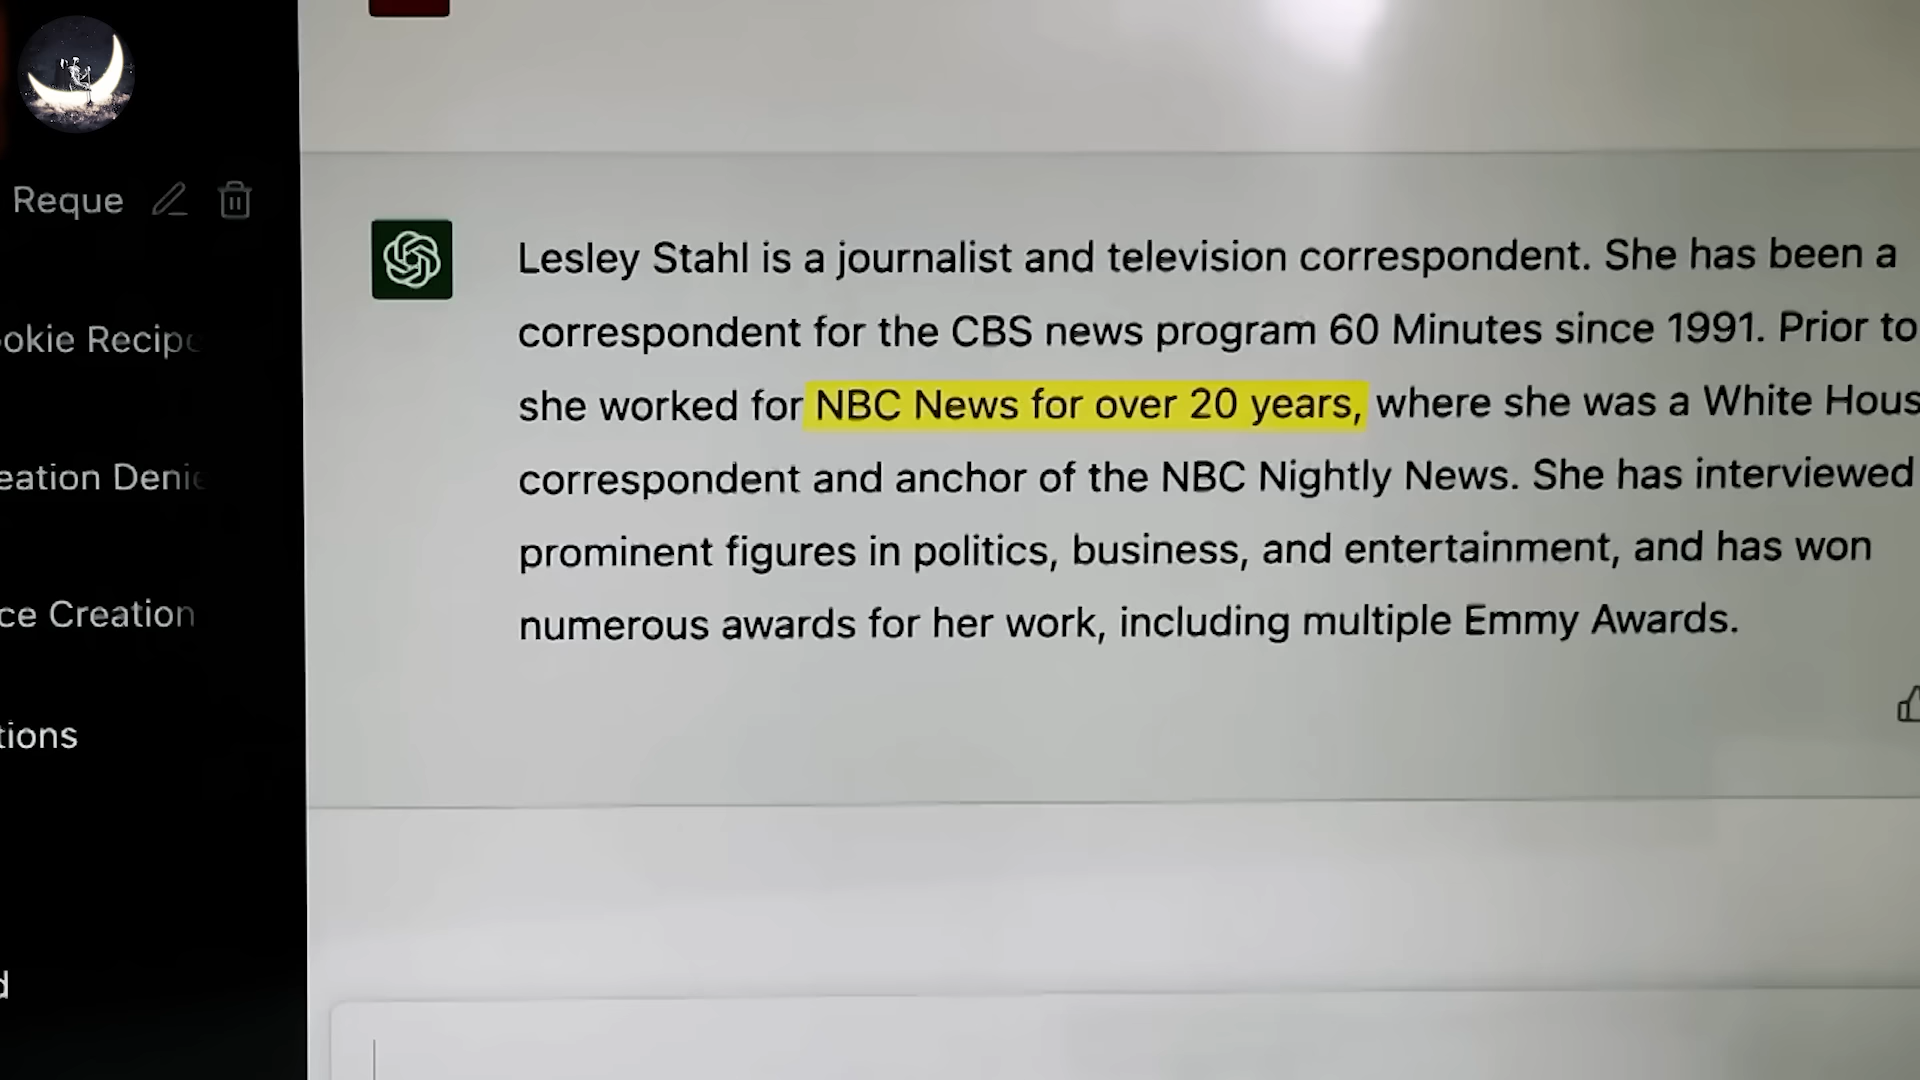 Reque
okie Recipe
eation Denie
ce Creation
tions
d
Lesley Stahl is a journalist and television correspondent. She has been a
correspondent for the CBS news program 60 Minutes since 1991. Prior to
she worked for NBC News for over 20 years, where she was a White Hous
correspondent and anchor of the NBC Nightly News. She has interviewed
prominent figures in politics, business, and entertainment, and has won
numerous awards for her work, including multiple Emmy Awards.